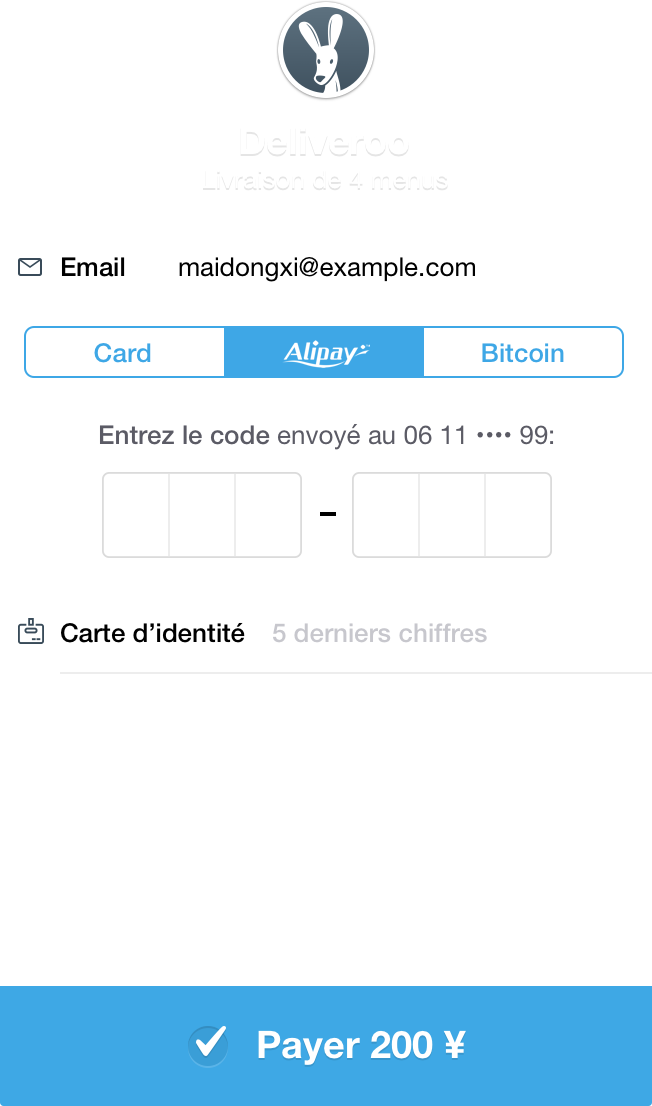 Deliveroo
Livraison de 4 menus
Email maidongxi@example.com
Card Alipay Bitcoin
Entrez le code envoyé au 06 11 •••• 99:
–
Carte d’identité 5 derniers chiffres
Payer 200 ¥